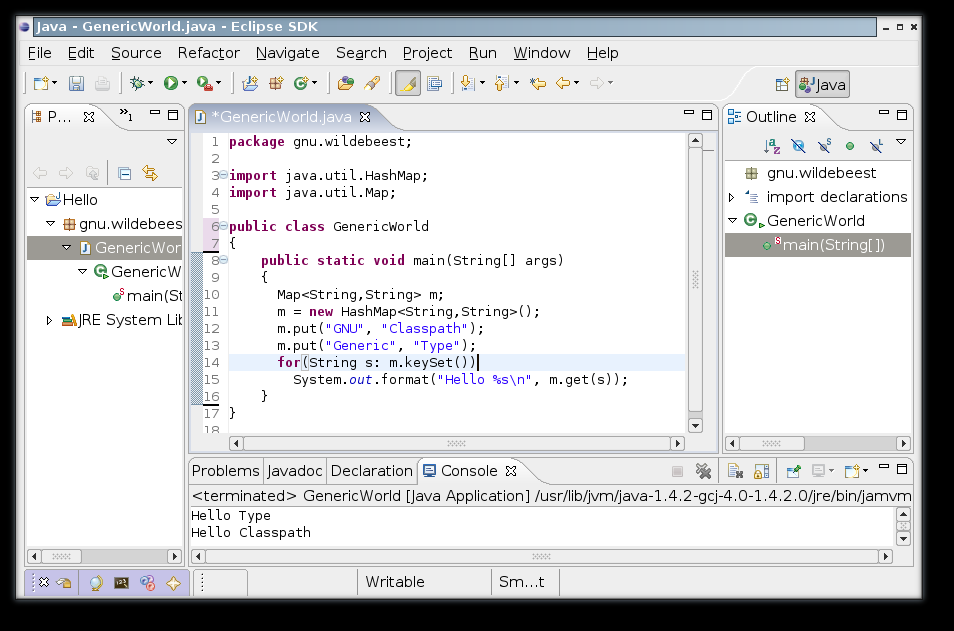 Java - GenericWorld.java - Eclipse SDK
File Edit Source Refactor Navigate Search Project Run Window Help
Java
P...
»1
*GenericWorld.java
Outline
Hello
gnu.wildebees
GenericWor
GenericW
main(St
JRE System Lib
1 package gnu.wildebeest;
2
3 import java.util.HashMap;
4 import java.util.Map;
5
6 public class GenericWorld
7 {
8 public static void main(String[] args)
9 {
10 Map<String,String> m;
11 m = new HashMap<String,String>();
12 m.put("GNU", "Classpath");
13 m.put("Generic", "Type");
14 for(String s: m.keySet())
15 System.out.format("Hello %s\n", m.get(s));
16 }
17 }
18
gnu.wildebeest
import declarations
GenericWorld
main(String[])
Problems Javadoc Declaration Console
<terminated> GenericWorld [Java Application] /usr/lib/jvm/java-1.4.2-gcj-4.0-1.4.2.0/jre/bin/jamvm
Hello Type
Hello Classpath
Writable
Sm...t